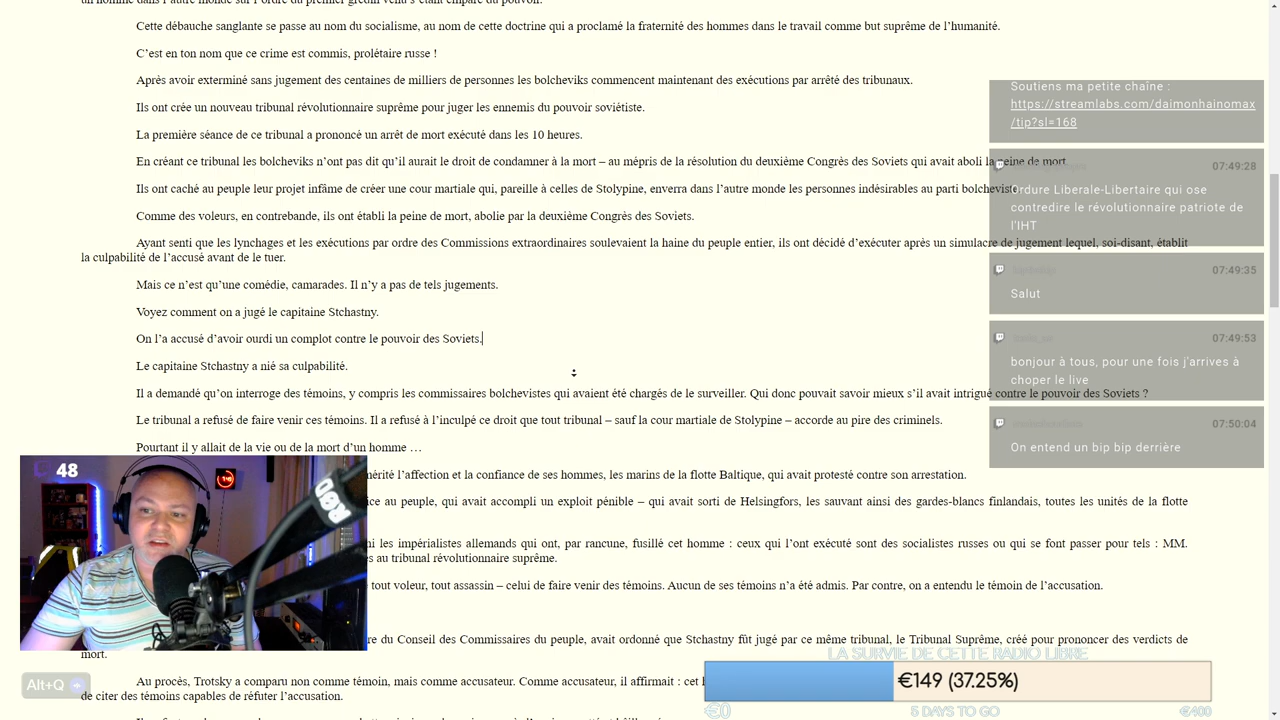 un homme dans l'autre monde sur l'ordre du premier gredin venu s'étant emparé du pouvoir.
Cette débauche sanglante se passe au nom du socialisme, au nom de cette doctrine qui a proclamé la fraternité des hommes dans le travail comme but suprême de l'humanité.
C'est en ton nom que ce crime est commis, prolétaire russe !
Après avoir exterminé sans jugement des centaines de milliers de personnes les bolcheviks commencent maintenant des exécutions par arrêté des tribunaux.
Ils ont crée un nouveau tribunal révolutionnaire suprême pour juger les ennemis du pouvoir soviétiste.
La première séance de ce tribunal a prononcé un arrêt de mort exécuté dans les 10 heures.
En créant ce tribunal les bolcheviks n'ont pas dit qu'il aurait le droit de condamner à la mort – au mépris de la résolution du deuxième Congrès des Soviets qui avait aboli la peine de mort.
Ils ont caché au peuple leur projet infâme de créer une cour martiale qui, pareille à celles de Stolypine, enverra dans l'autre monde les personnes indésirables au parti bolcheviste.
Comme des voleurs, en contrebande, ils ont établi la peine de mort, abolie par la deuxième Congrès des Soviets.
Ayant senti que les lynchages et les exécutions par ordre des Commissions extraordinaires soulevaient la haine du peuple entier, ils ont décidé d'exécuter après un simulacre de jugement lequel, soi-disant, établit
la culpabilité de l'accusé avant de le tuer.
Mais ce n'est qu'une comédie, camarades. Il n'y a pas de tels jugements.
Voyez comment on a jugé le capitaine Stchastny.
On l'a accusé d'avoir ourdi un complot contre le pouvoir des Soviets.
Le capitaine Stchastny a nié sa culpabilité.
Il a demandé qu'on interroge des témoins, y compris les commissaires bolchevistes qui avaient été chargés de le surveiller. Qui donc pouvait savoir mieux s'il avait intrigué contre le pouvoir des Soviets ?
Le tribunal a refusé de faire venir ces témoins. Il a refusé à l'inculpé ce droit que tout tribunal – sauf la cour martiale de Stolypine – accorde au pire des criminels.
Pourtant il y allait de la vie ou de la mort d'un homme …
mérité l'affection et la confiance de ses hommes, les marins de la flotte Baltique, qui avait protesté contre son arrestation.
ice au peuple, qui avait accompli un exploit pénible – qui avait sorti de Helsingfors, les sauvant ainsi des gardes-blancs finlandais, toutes les unités de la flotte
ni les impérialistes allemands qui ont, par rancune, fusillé cet homme : ceux qui l'ont exécuté sont des socialistes russes ou qui se font passer pour tels : MM.
es au tribunal révolutionnaire suprême.
tout voleur, tout assassin – celui de faire venir des témoins. Aucun de ses témoins n'a été admis. Par contre, on a entendu le témoin de l'accusation.
re du Conseil des Commissaires du peuple, avait ordonné que Stchastny fût jugé par ce même tribunal, le Tribunal Suprême, créé pour prononcer des verdicts de
mort.
Au procès, Trotsky a comparu non comme témoin, mais comme accusateur. Comme accusateur, il affirmait : cet
de citer des témoins capables de réfuter l'accusation.
Soutiens ma petite chaîne :
https://streamlabs.com/daimonhainomax
/tip?sl=168
07:49:28
Ordure Liberale-Libertaire qui ose
contredire le révolutionnaire patriote de
l'IHT
07:49:35
Salut
07:49:53
bonjour à tous, pour une fois j'arrives à
choper le live
07:50:04
On entend un bip bip derrière
48
Alt+Q
LA SURVIE DE CETTE RADIO LIBRE
€149 (37.25%)
€0
5 DAYS TO GO
€400